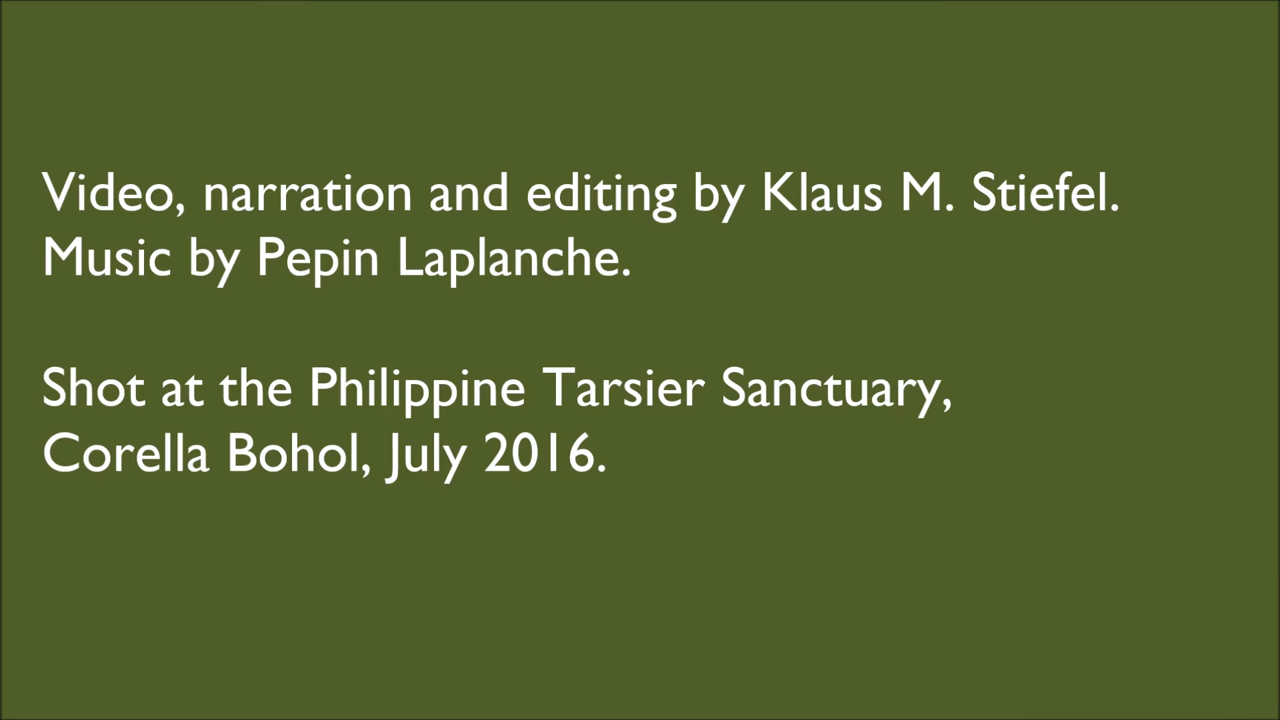 Video, narration and editing by Klaus M. Stiefel.
Music by Pepin Laplanche.
Shot at the Philippine Tarsier Sanctuary,
Corella Bohol, July 2016.